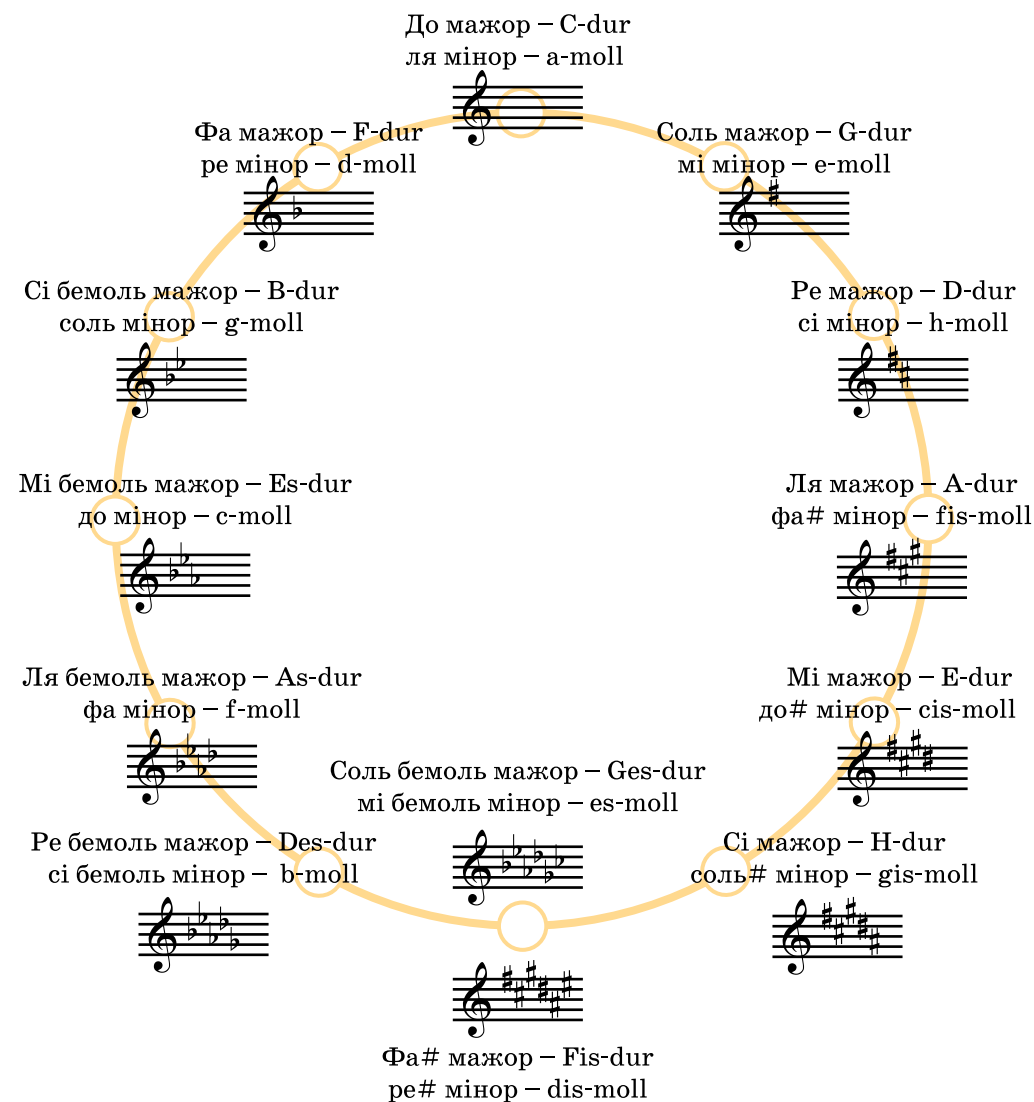 До мажор – C-dur
ля мінор – a-moll
Фа мажор – F-dur
ре мінор – d-moll
Соль мажор – G-dur
мі мінор – e-moll
Сі бемоль мажор – B-dur
соль мінор – g-moll
Ре мажор – D-dur
сі мінор – h-moll
Мі бемоль мажор – Es-dur
до мінор – c-moll
Ля мажор – A-dur
фа# мінор – fis-moll
Ля бемоль мажор – As-dur
фа мінор – f-moll
Мі мажор – E-dur
до# мінор – cis-moll
Соль бемоль мажор – Ges-dur
мі бемоль мінор – es-moll
Ре бемоль мажор – Des-dur
сі бемоль мінор – b-moll
Сі мажор – H-dur
соль# мінор – gis-moll
Фа# мажор – Fis-dur
ре# мінор – dis-moll